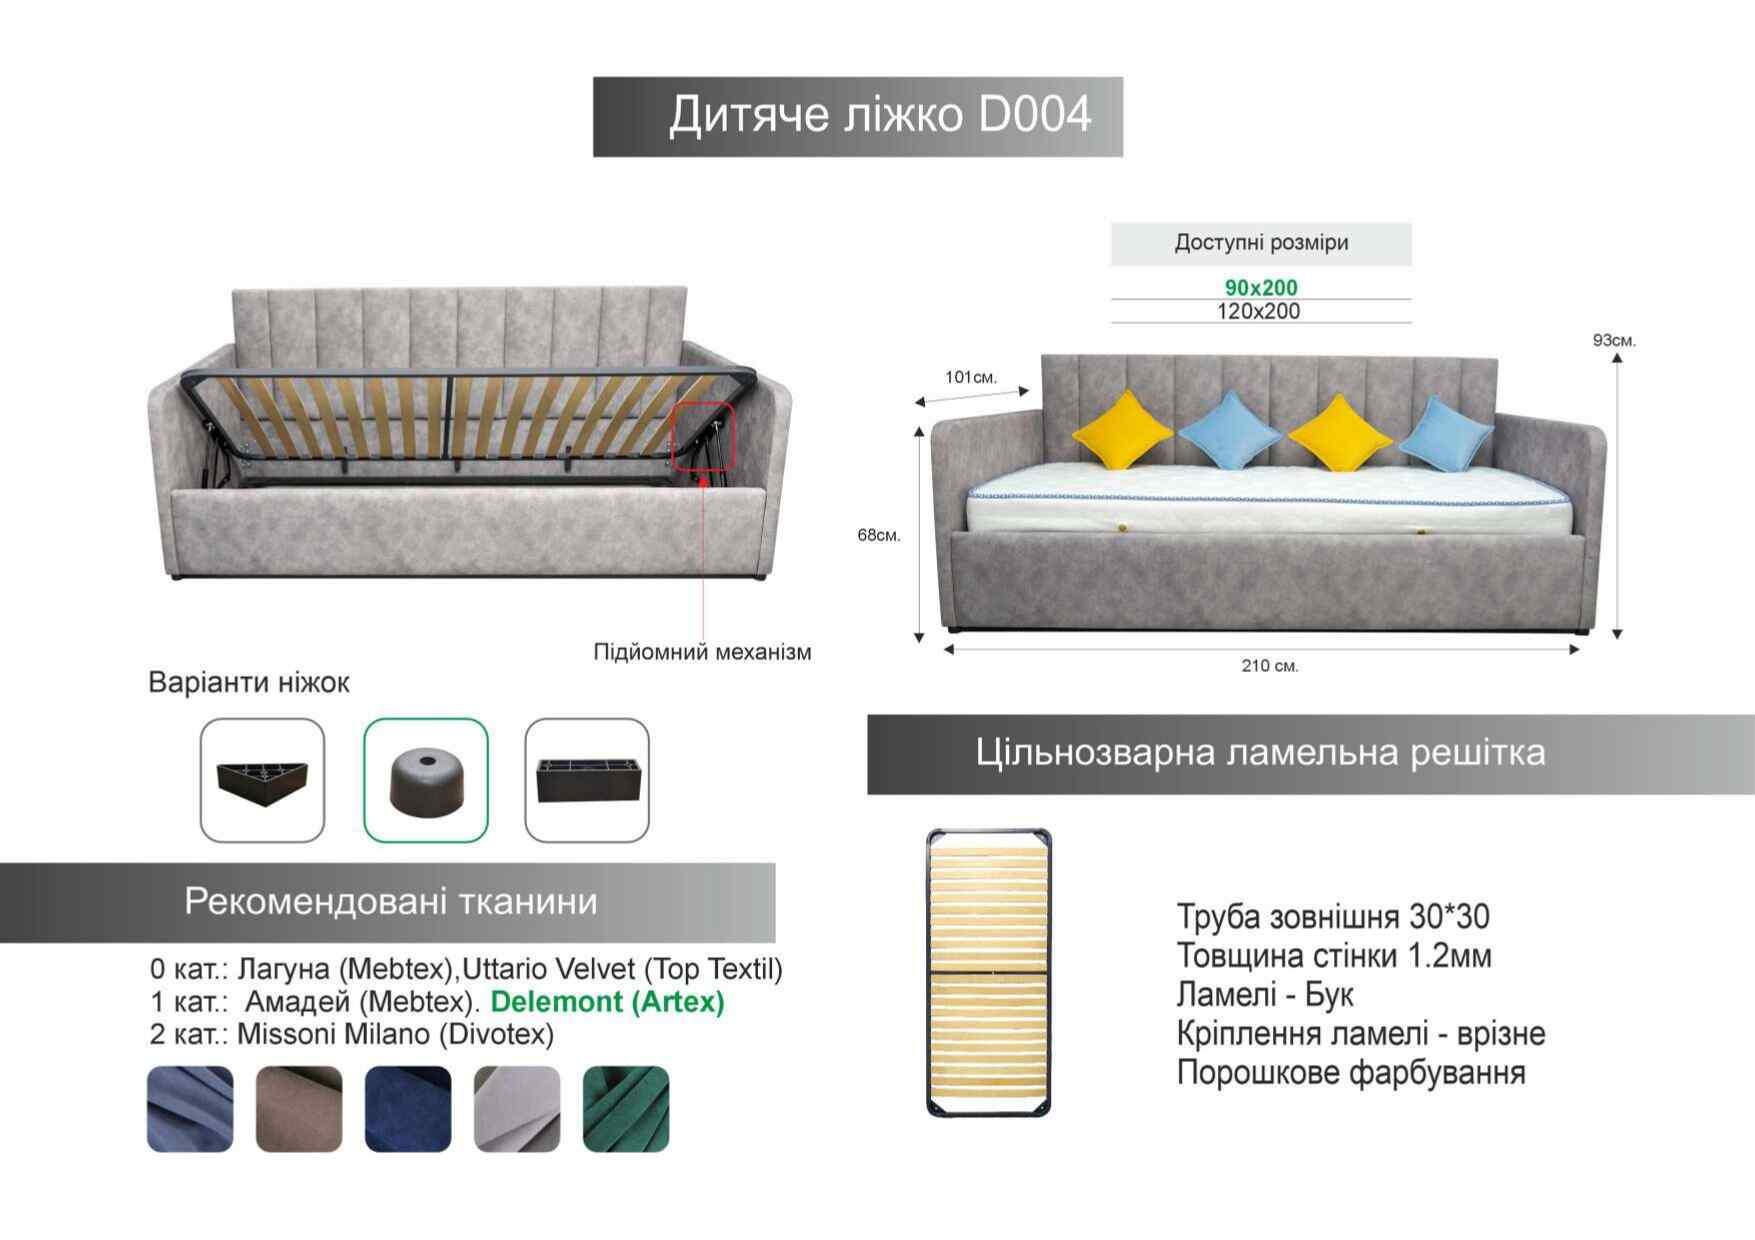 Дитяче ліжко D004
Доступні розміри
90x200
120x200
93см.
101см.
68см.
210 см.
Підйомний механізм
Варіанти ніжок
Цільнозварна ламельна решітка
Рекомендовані тканини
0 кат.: Лагуна (Mebtex),Uttario Velvet (Top Textil)
1 кат.: Амадей (Mebtex). Delemont (Artex)
2 кат.: Missoni Milano (Divotex)
Труба зовнішня 30*30
Товщина стінки 1.2мм
Ламелі - Бук
Кріплення ламелі - врізне
Порошкове фарбування